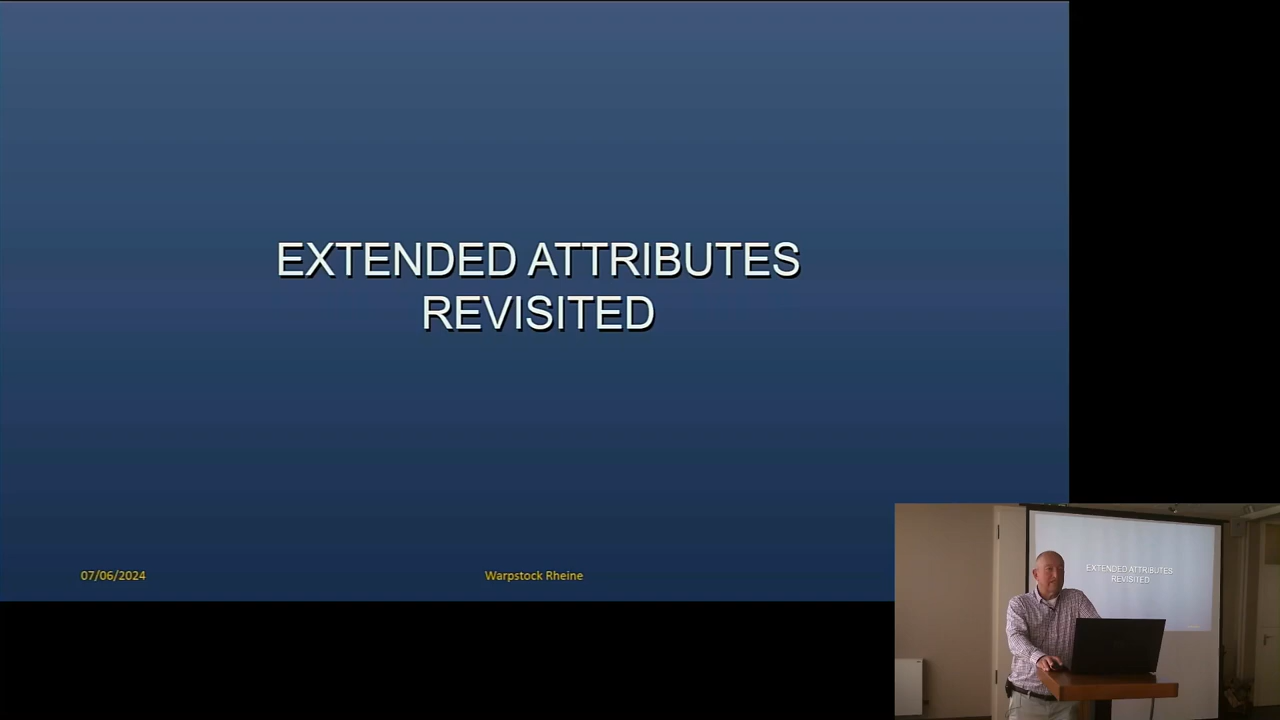 EXTENDED ATTRIBUTES
REVISITED
07/06/2024
Warpstock Rheine
EXTENDED ATTRIBUTES
REVISITED